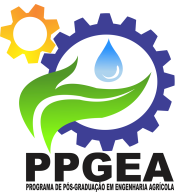 PPGEA
PROGRAMA DE PÓS-GRADUAÇÃO EM ENGENHARIA AGRÍCOLA